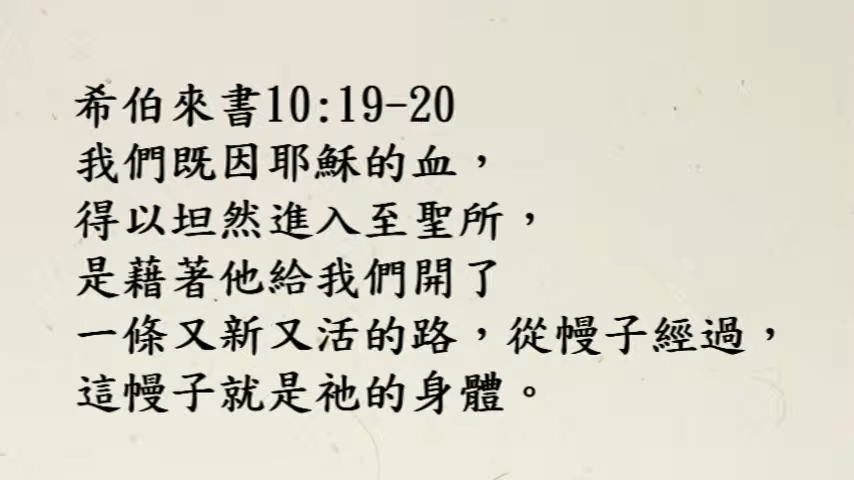 希伯來書10:19-20
我們既因耶穌的血，
得以坦然進入至聖所，
是藉著他給我們開了
一條又新又活的路，從幔子經過，
這幔子就是祂的身體。